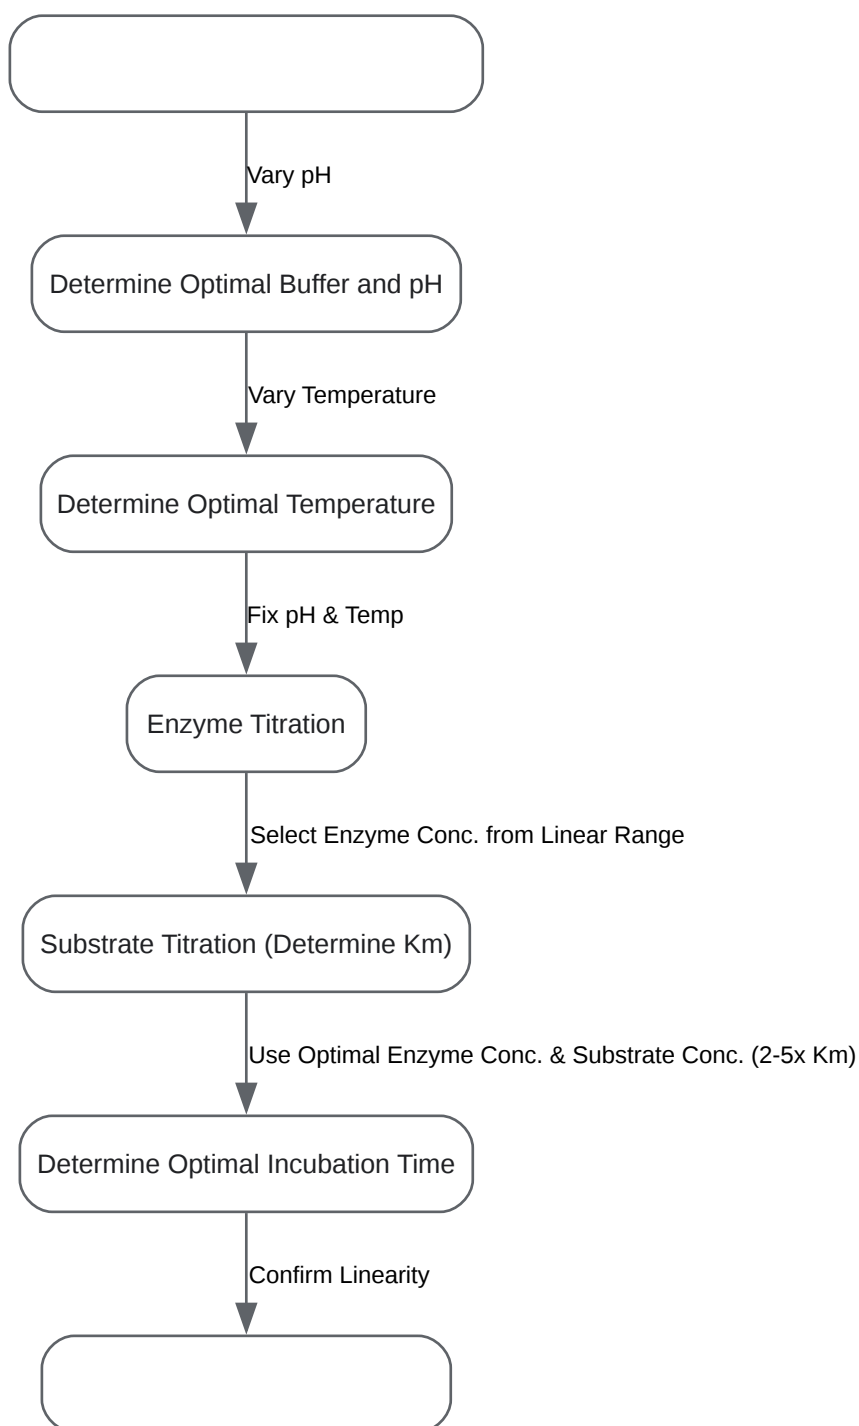 Vary pH
Determine Optimal Buffer and pH
Vary Temperature
Determine Optimal Temperature
Fix pH & Temp
Enzyme Titration
Select Enzyme Conc. from Linear Range
Substrate Titration (Determine Km)
Use Optimal Enzyme Conc. & Substrate Conc. (2-5x Km)
Determine Optimal Incubation Time
Confirm Linearity